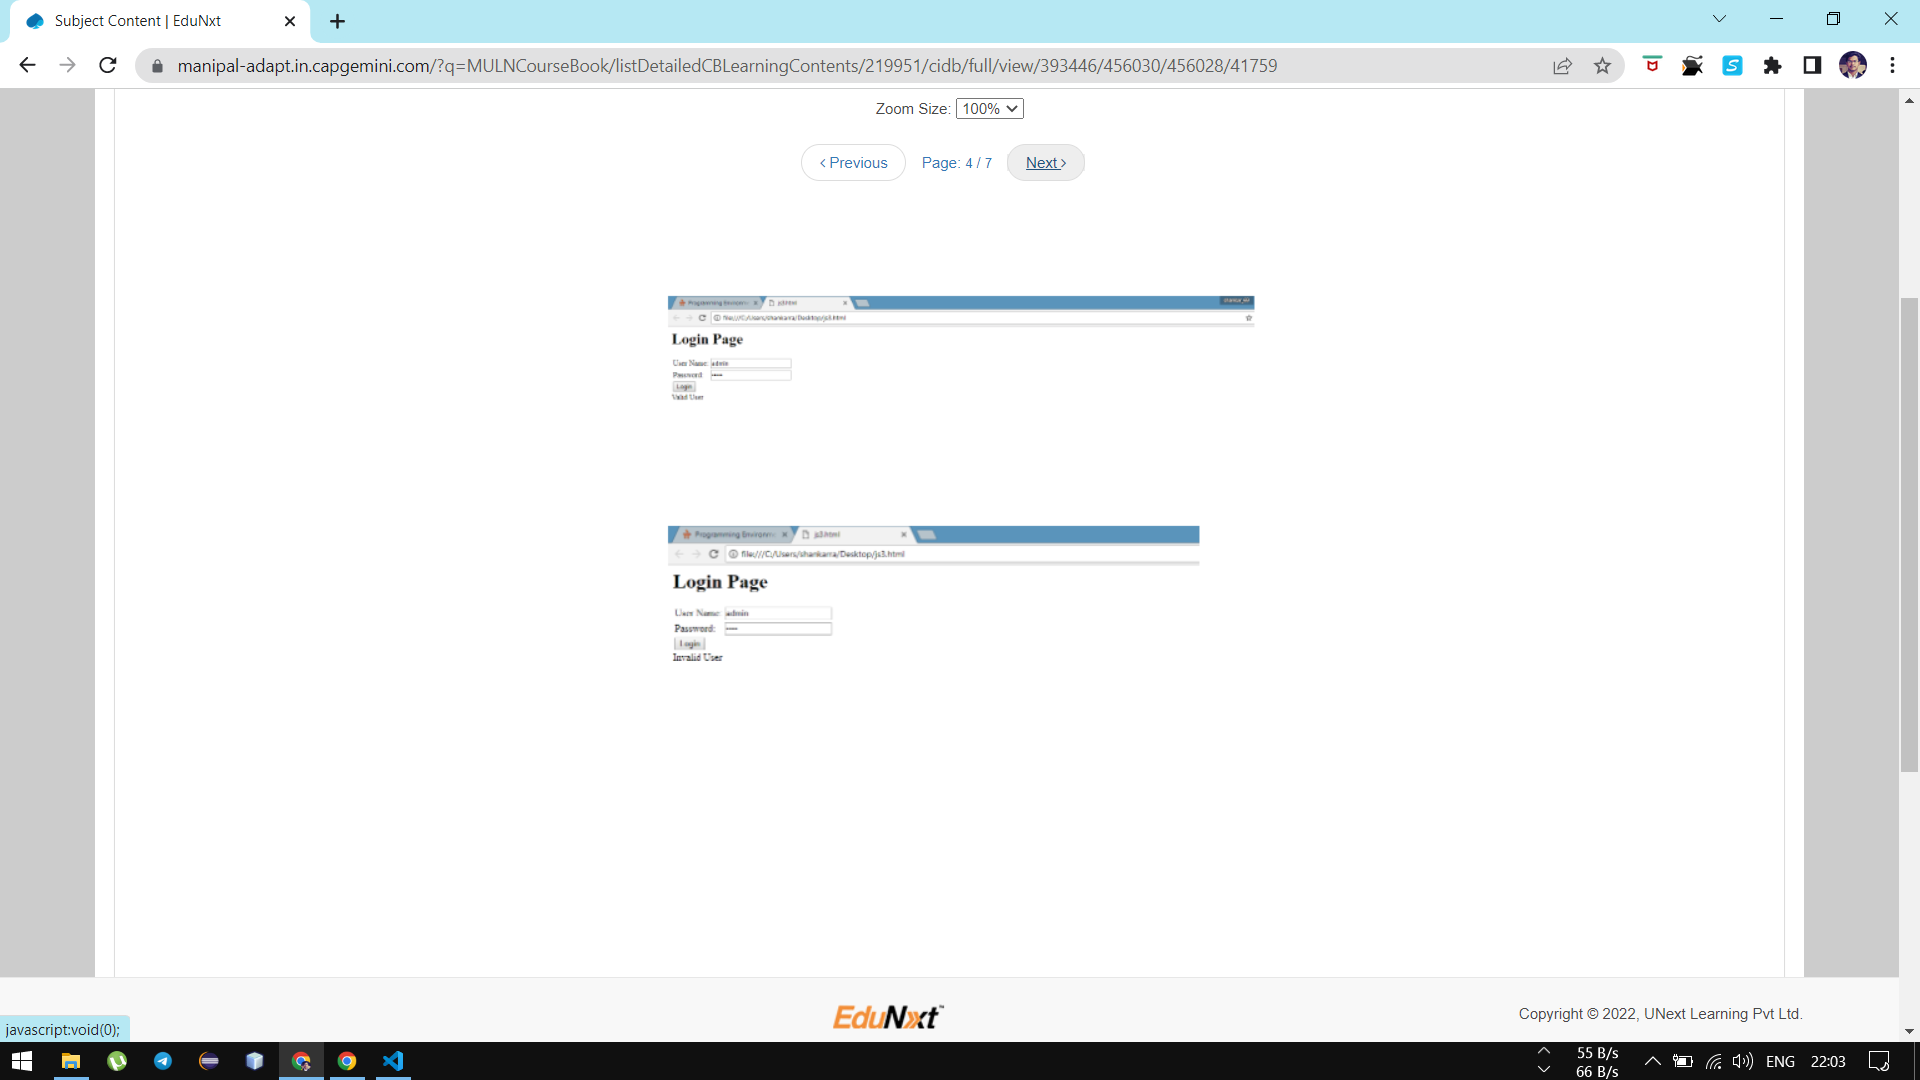 Subject Content | EduNxt
manipal-adapt.in.capgemini.com/?q=MULNCourseBook/listDetailedCBLearningContents/219951/cidb/full/view/393446/456030/456028/41759
Zoom Size: 100%
‹ Previous Page: 4 / 7 Next ›
Programming Environm js3.html
file:///C:/Users/shankarra/Desktop/js3.html
Login Page
User Name: admin
Password
Login
Valid User
Programming Environme js3.html
file:///C:/Users/shankarra/Desktop/js3.html
Login Page
User Name: admin
Password:
Login
Invalid User
EduNxt™
Copyright © 2022, UNext Learning Pvt Ltd.
javascript:void(0);
55 B/s
66 B/s
ENG 22:03